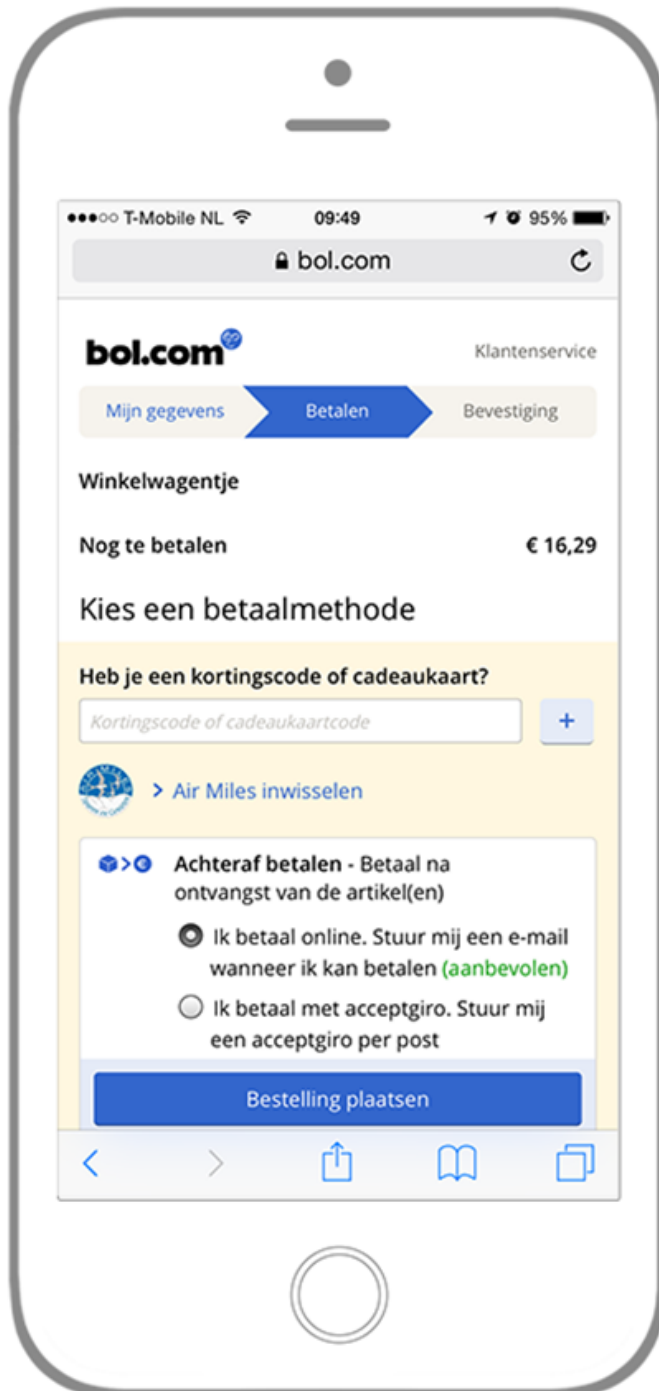 T-Mobile NL 09:49 95%
bol.com
bol.com
Klantenservice
Mijn gegevens Betalen Bevestiging
Winkelwagentje
Nog te betalen € 16,29
Kies een betaalmethode
Heb je een kortingscode of cadeaukaart?
Kortingscode of cadeaukaartcode +
> Air Miles inwisselen
Achteraf betalen - Betaal na
ontvangst van de artikel(en)
Ik betaal online. Stuur mij een e-mail
wanneer ik kan betalen (aanbevolen)
Ik betaal met acceptgiro. Stuur mij
een acceptgiro per post
Bestelling plaatsen